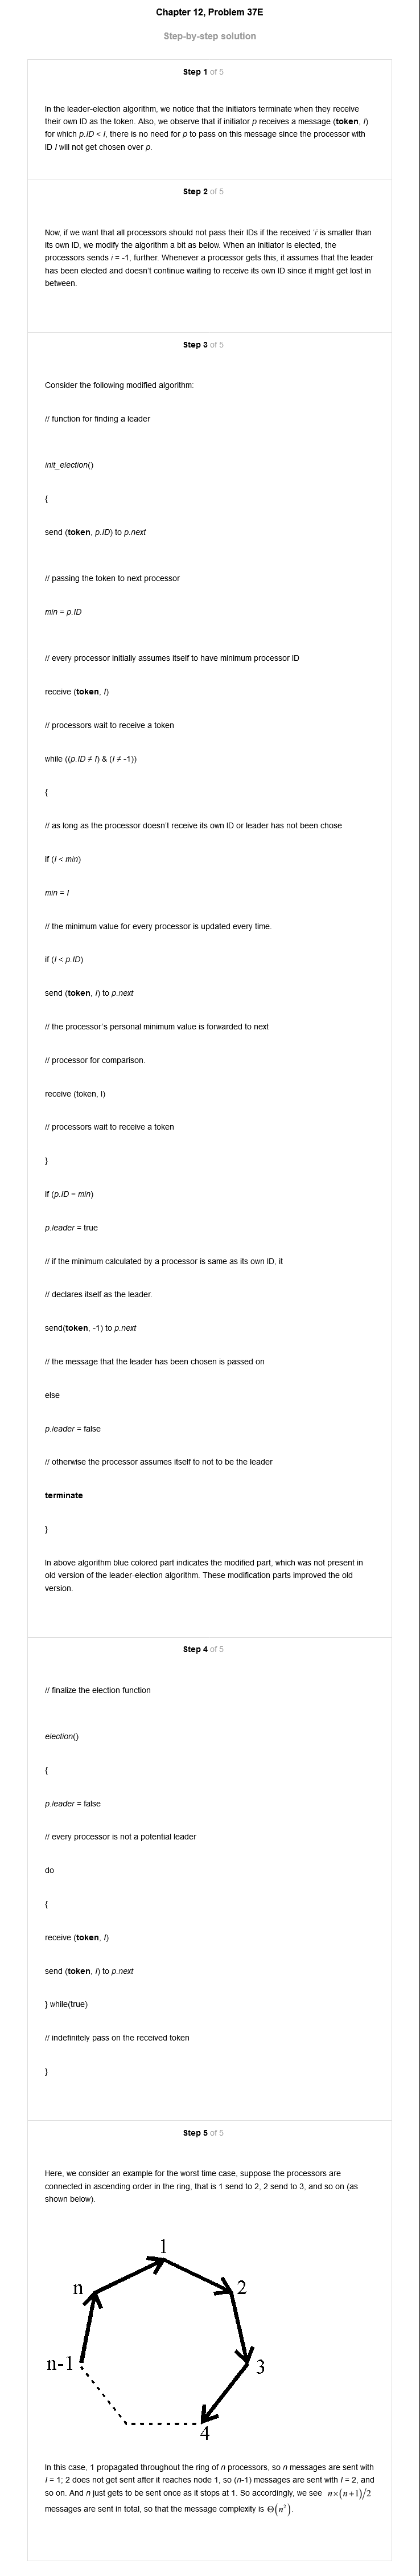 Chapter 12, Problem 37E
Step-by-step solution
Step 1 of 5
In the leader-election algorithm, we notice that the initiators terminate when they receive
their own ID as the token. Also, we observe that if initiator p receives a message (token, I)
for which p.ID < I, there is no need for p to pass on this message since the processor with
ID I will not get chosen over p.
Step 2 of 5
Now, if we want that all processors should not pass their IDs if the received 'i' is smaller than
its own ID, we modify the algorithm a bit as below. When an initiator is elected, the
processors sends i = -1, further. Whenever a processor gets this, it assumes that the leader
has been elected and doesn't continue waiting to receive its own ID since it might get lost in
between.
Step 3 of 5
Consider the following modified algorithm:
// function for finding a leader
init_election()
{
send (token, p.ID) to p.next
// passing the token to next processor
min = p.ID
// every processor initially assumes itself to have minimum processor ID
receive (token, I)
// processors wait to receive a token
while ((p.ID ≠ I) & (I ≠ -1))
{
// as long as the processor doesn't receive its own ID or leader has not been chose
if (I < min)
min = I
// the minimum value for every processor is updated every time.
if (I < p.ID)
send (token, I) to p.next
// the processor's personal minimum value is forwarded to next
// processor for comparison.
receive (token, I)
// processors wait to receive a token
}
if (p.ID = min)
p.leader = true
// if the minimum calculated by a processor is same as its own ID, it
// declares itself as the leader.
send(token, -1) to p.next
// the message that the leader has been chosen is passed on
else
p.leader = false
// otherwise the processor assumes itself to not to be the leader
terminate
}
In above algorithm blue colored part indicates the modified part, which was not present in
old version of the leader-election algorithm. These modification parts improved the old
version.
Step 4 of 5
// finalize the election function
election()
{
p.leader = false
// every processor is not a potential leader
do
{
receive (token, I)
send (token, I) to p.next
} while(true)
// indefinitely pass on the received token
}
Step 5 of 5
Here, we consider an example for the worst time case, suppose the processors are
connected in ascending order in the ring, that is 1 send to 2, 2 send to 3, and so on (as
shown below).
1
n
2
n-1
3
4
In this case, 1 propagated throughout the ring of n processors, so n messages are sent with
I = 1; 2 does not get sent after it reaches node 1, so (n-1) messages are sent with I = 2, and
so on. And n just gets to be sent once as it stops at 1. So accordingly, we see n×(n+1)/2
messages are sent in total, so that the message complexity is Θ(n²).